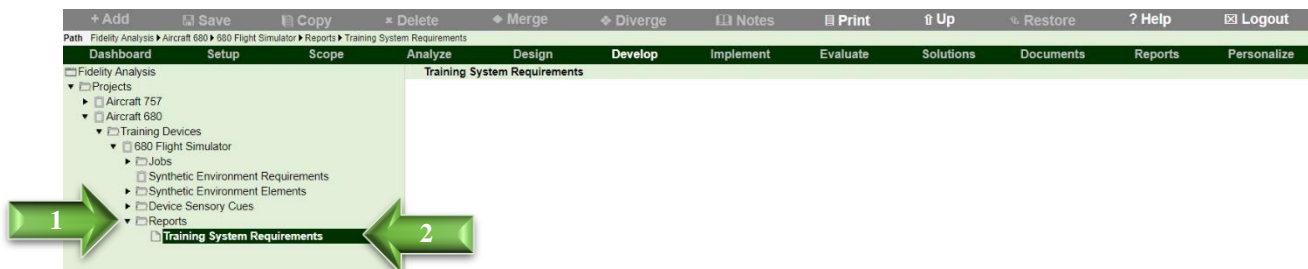 + Add Save Copy × Delete Merge Diverge Notes Print Up Restore ? Help Logout
Path Fidelity Analysis Aircraft 680 680 Flight Simulator Reports Training System Requirements
Dashboard Setup Scope Analyze Design Develop Implement Evaluate Solutions Documents Reports Personalize
Fidelity Analysis Training System Requirements
Projects
Aircraft 757
Aircraft 680
Training Devices
680 Flight Simulator
Jobs
Synthetic Environment Requirements
Synthetic Environment Elements
Device Sensory Cues
1 Reports
Training System Requirements 2